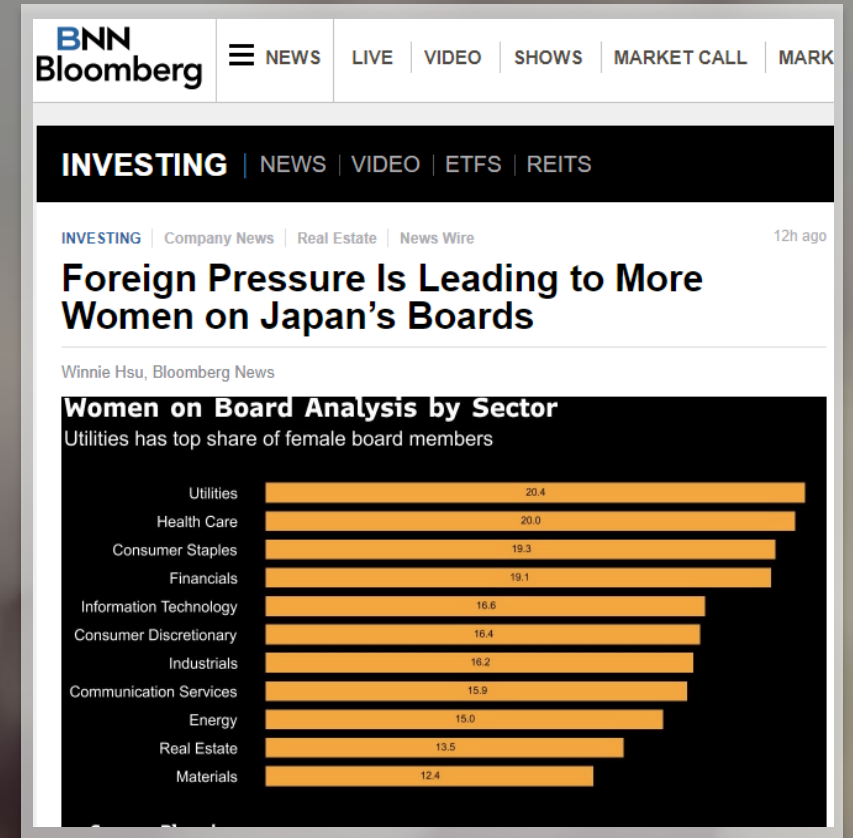 BNN
Bloomberg
NEWS
LIVE
VIDEO
SHOWS
MARKET CALL
MARK
INVESTING
NEWS
VIDEO
ETFS
REITS
INVESTING
Company News
Real Estate
News Wire
12h ago
Foreign Pressure Is Leading to More
Women on Japan’s Boards
Winnie Hsu, Bloomberg News
Women on Board Analysis by Sector
Utilities has top share of female board members
Utilities 20.4
Health Care 20.0
Consumer Staples 19.3
Financials 19.1
Information Technology 16.6
Consumer Discretionary 16.4
Industrials 16.2
Communication Services 15.9
Energy 15.0
Real Estate 13.5
Materials 12.4